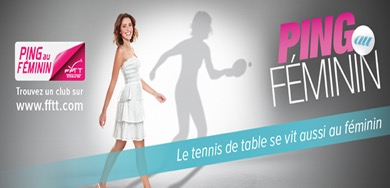 PING
au
FÉMININ
FFTT
Trouvez un club sur
www.fftt.com
PING
au
FÉMININ
Le tennis de table se vit aussi au féminin